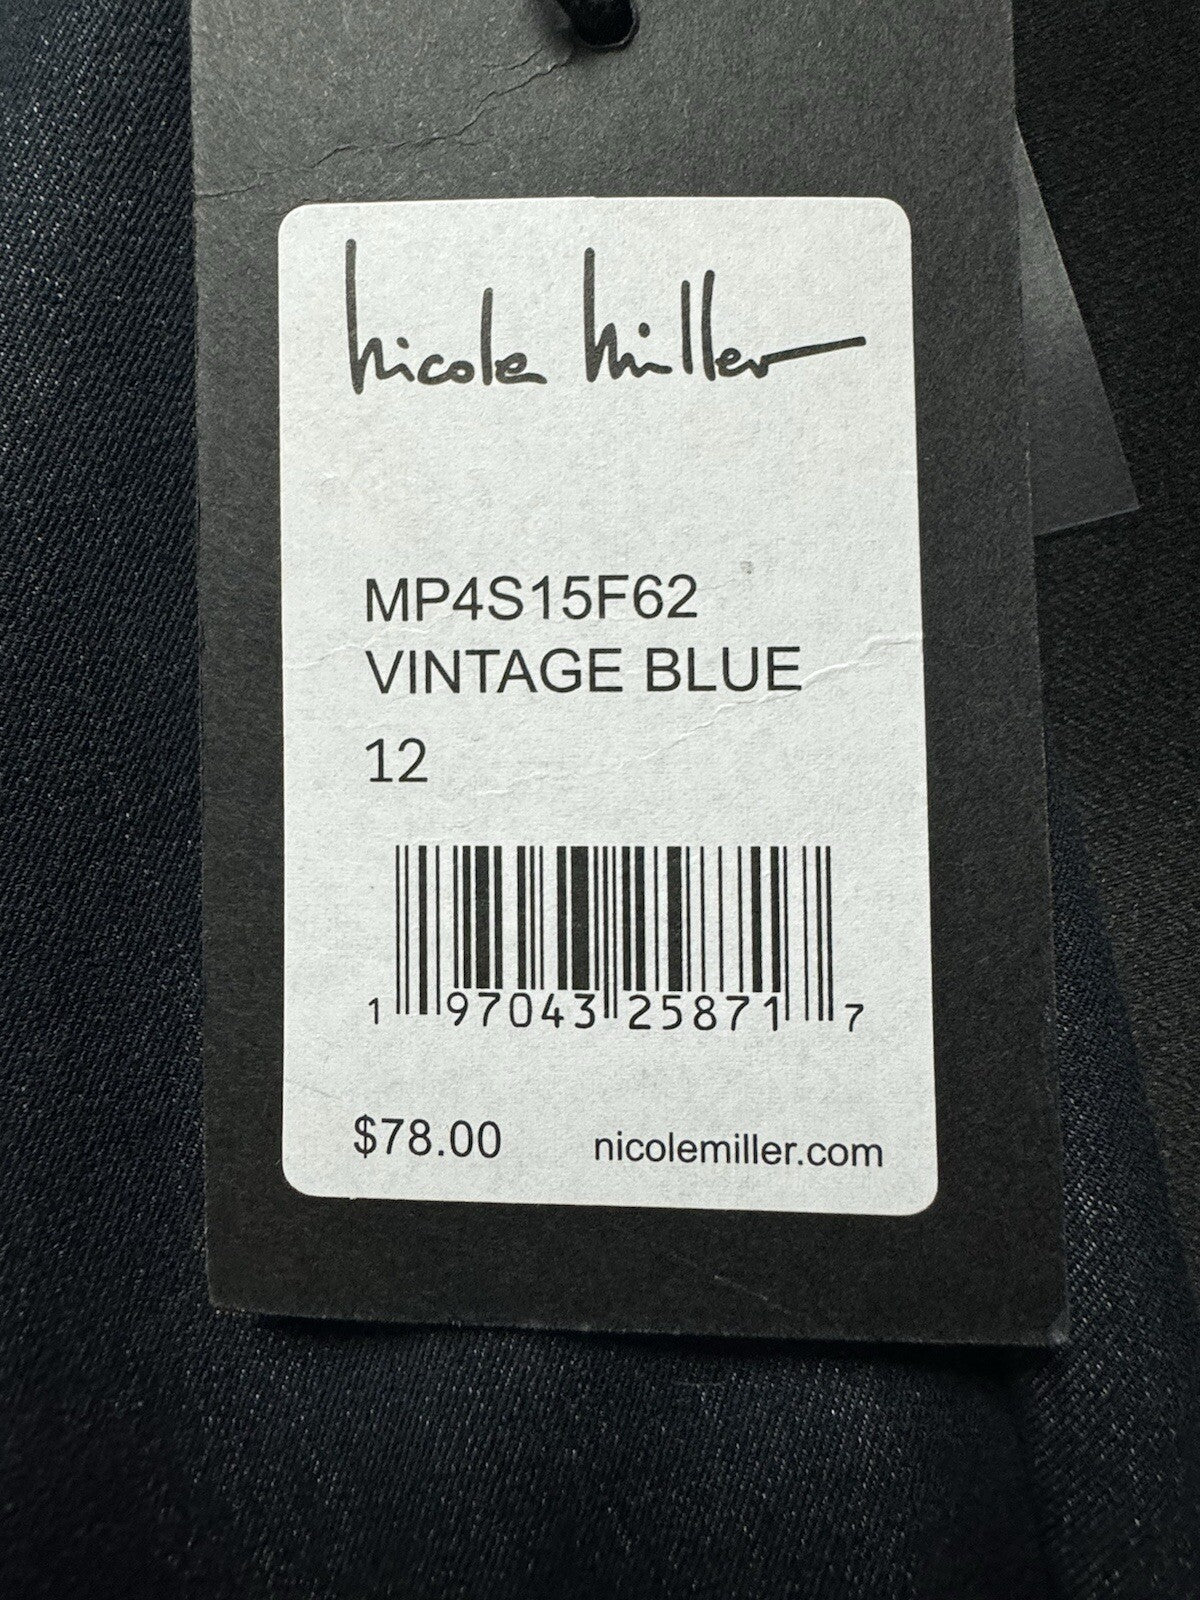 nicole miller
MP4S15F62
VINTAGE BLUE
12
1 97043 25871 7
$78.00 nicolemiller.com